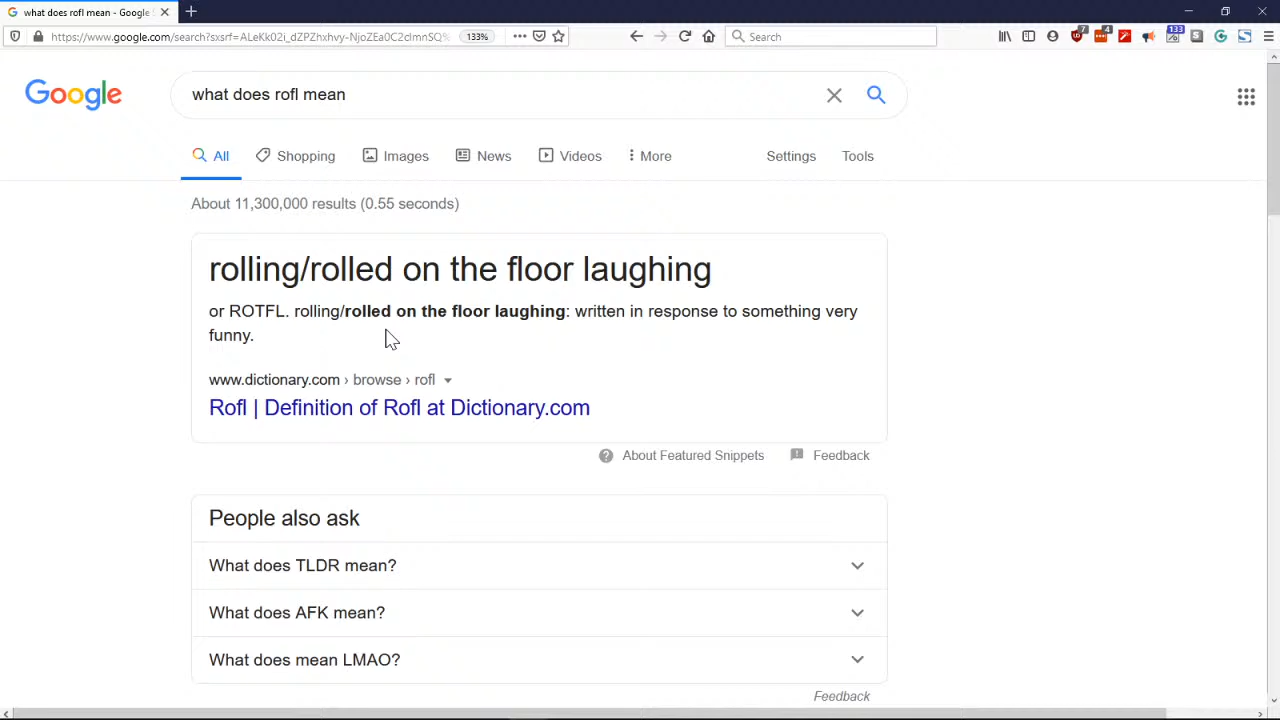 what does rofl mean - Google S
https://www.google.com/search?sxsrf=ALeKk02i_dZPZhxhvy-NjoZEa0C2clmnSQ%
133%
Search
7
4
133
Google
what does rofl mean
All
Shopping
Images
News
Videos
More
Settings
Tools
About 11,300,000 results (0.55 seconds)
rolling/rolled on the floor laughing
or ROTFL. rolling/rolled on the floor laughing: written in response to something very
funny.
www.dictionary.com › browse › rofl
Rofl | Definition of Rofl at Dictionary.com
About Featured Snippets
Feedback
People also ask
What does TLDR mean?
What does AFK mean?
What does mean LMAO?
Feedback